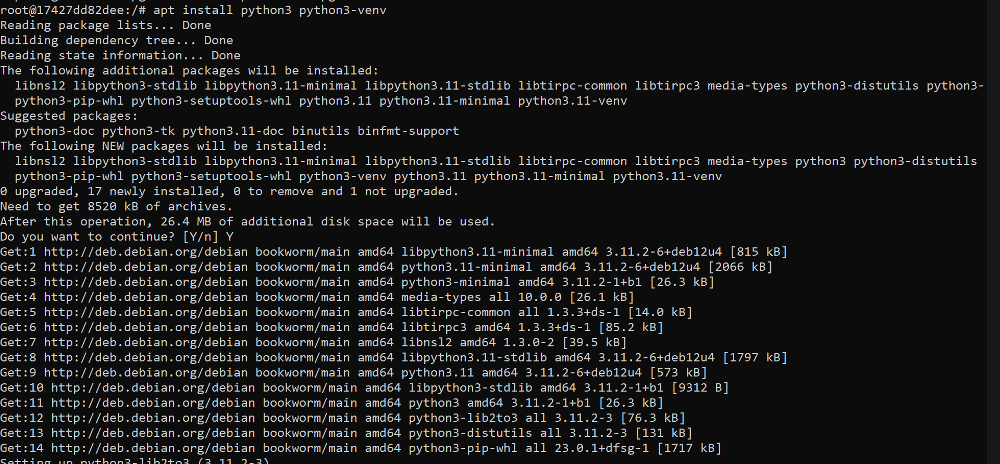 root@17427dd82dee:/# apt install python3 python3-venv
Reading package lists... Done
Building dependency tree... Done
Reading state information... Done
The following additional packages will be installed:
  libnsl2 libpython3-stdlib libpython3.11-minimal libpython3.11-stdlib libtirpc-common libtirpc3 media-types python3-distutils python3-
  python3-pip-whl python3-setuptools-whl python3.11 python3.11-minimal python3.11-venv
Suggested packages:
  python3-doc python3-tk python3.11-doc binutils binfmt-support
The following NEW packages will be installed:
  libnsl2 libpython3-stdlib libpython3.11-minimal libpython3.11-stdlib libtirpc-common libtirpc3 media-types python3 python3-distutils
  python3-pip-whl python3-setuptools-whl python3-venv python3.11 python3.11-minimal python3.11-venv
0 upgraded, 17 newly installed, 0 to remove and 1 not upgraded.
Need to get 8520 kB of archives.
After this operation, 26.4 MB of additional disk space will be used.
Do you want to continue? [Y/n] Y
Get:1 http://deb.debian.org/debian bookworm/main amd64 libpython3.11-minimal amd64 3.11.2-6+deb12u4 [815 kB]
Get:2 http://deb.debian.org/debian bookworm/main amd64 python3.11-minimal amd64 3.11.2-6+deb12u4 [2066 kB]
Get:3 http://deb.debian.org/debian bookworm/main amd64 python3-minimal amd64 3.11.2-1+b1 [26.3 kB]
Get:4 http://deb.debian.org/debian bookworm/main amd64 media-types all 10.0.0 [26.1 kB]
Get:5 http://deb.debian.org/debian bookworm/main amd64 libtirpc-common all 1.3.3+ds-1 [14.0 kB]
Get:6 http://deb.debian.org/debian bookworm/main amd64 libtirpc3 amd64 1.3.3+ds-1 [85.2 kB]
Get:7 http://deb.debian.org/debian bookworm/main amd64 libnsl2 amd64 1.3.0-2 [39.5 kB]
Get:8 http://deb.debian.org/debian bookworm/main amd64 libpython3.11-stdlib amd64 3.11.2-6+deb12u4 [1797 kB]
Get:9 http://deb.debian.org/debian bookworm/main amd64 python3.11 amd64 3.11.2-6+deb12u4 [573 kB]
Get:10 http://deb.debian.org/debian bookworm/main amd64 libpython3-stdlib amd64 3.11.2-1+b1 [9312 B]
Get:11 http://deb.debian.org/debian bookworm/main amd64 python3 amd64 3.11.2-1+b1 [26.3 kB]
Get:12 http://deb.debian.org/debian bookworm/main amd64 python3-lib2to3 all 3.11.2-3 [76.3 kB]
Get:13 http://deb.debian.org/debian bookworm/main amd64 python3-distutils all 3.11.2-3 [131 kB]
Get:14 http://deb.debian.org/debian bookworm/main amd64 python3-pip-whl all 23.0.1+dfsg-1 [1717 kB]
Setting up python3-lib2to3 (3.11.2-3)